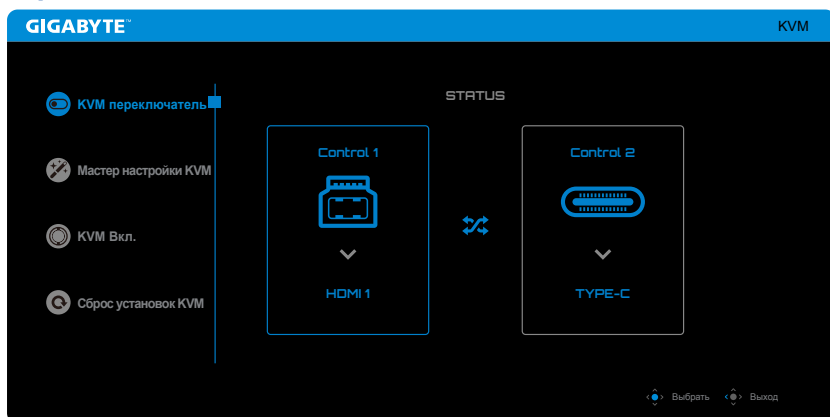 GIGABYTE™ KVM
KVM переключатель
Мастер настройки KVM
KVM Вкл.
Сброс установок KVM
STATUS
Control 1
HDMI 1
Control 2
TYPE-C
Выбрать Выход